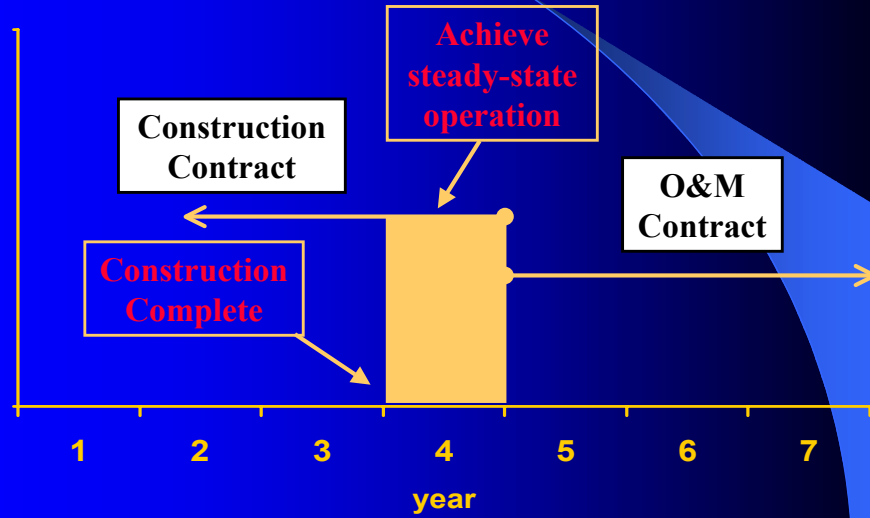 Achieve
steady-state
operation
Construction
Contract
O&M
Contract
Construction
Complete
1 2 3 4 5 6 7
year